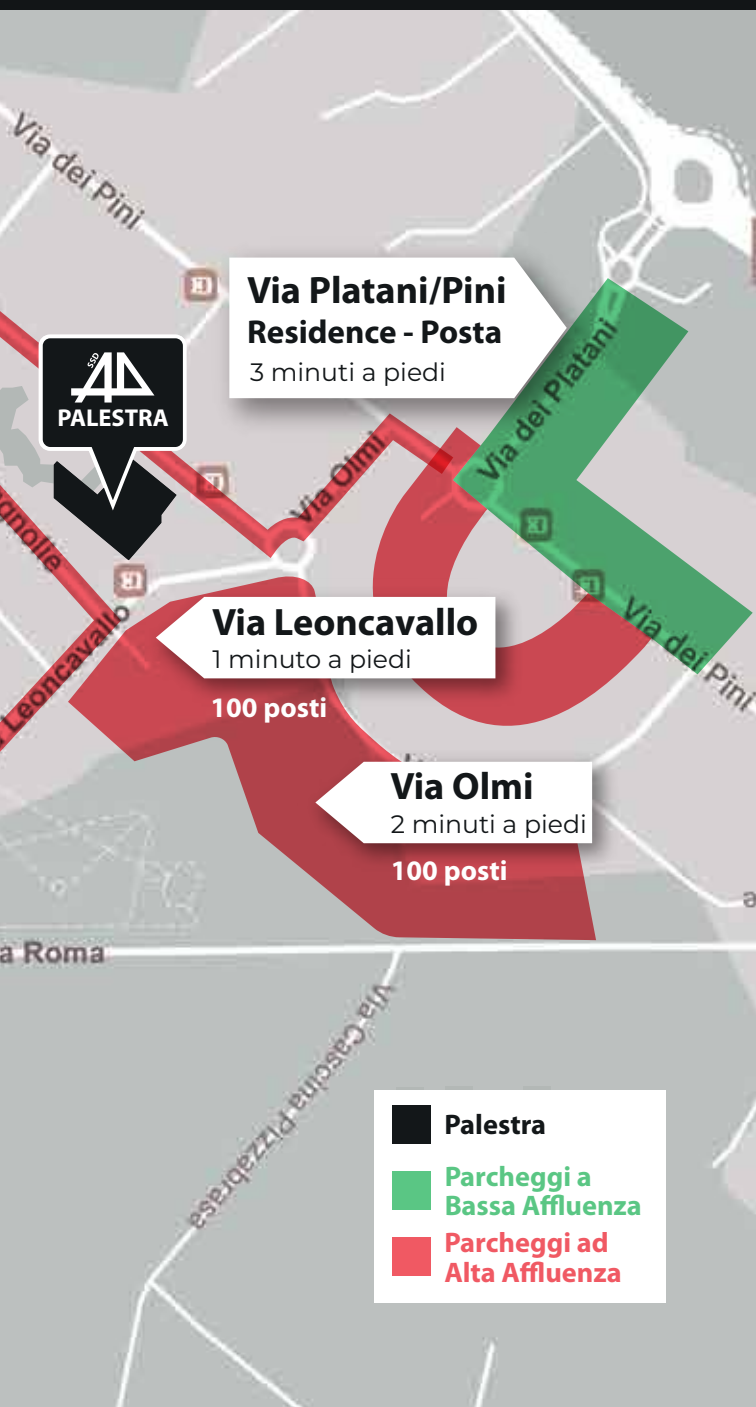 Via dei Pini
Via Platani/Pini
Residence - Posta
3 minuti a piedi
SSD
PALESTRA
Via dei Platani
Via Olmi
Via Leoncavallo
1 minuto a piedi
100 posti
Leoncavallo
Via dei Pini
Via Olmi
2 minuti a piedi
100 posti
a Roma
Via Cascina Pizzabrasa
Palestra
Parcheggi a
Bassa Affluenza
Parcheggi ad
Alta Affluenza